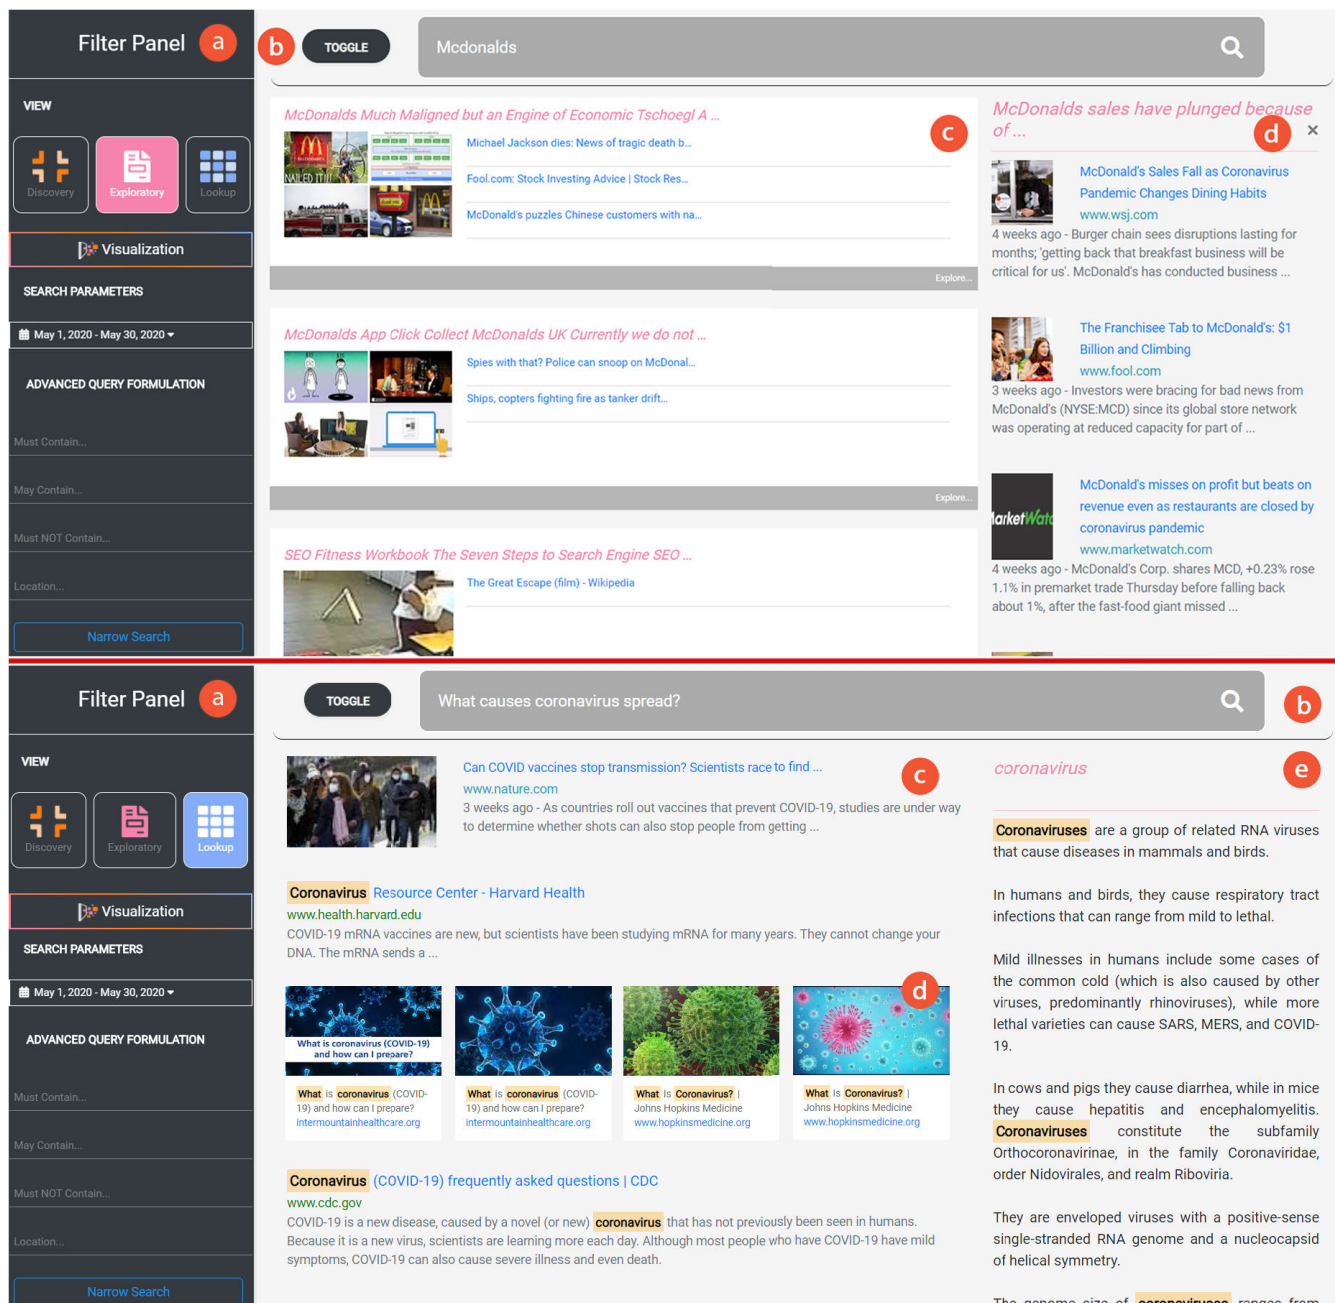 Filter Panel a
b TOGGLE Mcdonalds
VIEW
Discovery Exploratory Lookup
Visualization
SEARCH PARAMETERS
May 1, 2020 - May 30, 2020
ADVANCED QUERY FORMULATION
Must Contain...
May Contain...
Must NOT Contain...
Location...
Narrow Search
McDonalds Much Maligned but an Engine of Economic Tschoegl A ...
c
NAILED IT!!!
Michael Jackson dies: News of tragic death b...
Fool.com: Stock Investing Advice | Stock Res...
McDonald's puzzles Chinese customers with na...
Explore...
McDonalds App Click Collect McDonalds UK Currently we do not ...
Spies with that? Police can snoop on McDonal...
Ships, copters fighting fire as tanker drift...
Explore...
SEO Fitness Workbook The Seven Steps to Search Engine SEO ...
The Great Escape (film) - Wikipedia
McDonalds sales have plunged because
of ... d ×
McDonald's Sales Fall as Coronavirus
Pandemic Changes Dining Habits
www.wsj.com
4 weeks ago - Burger chain sees disruptions lasting for
months; 'getting back that breakfast business will be
critical for us'. McDonald's has conducted business ...
The Franchisee Tab to McDonald's: $1
Billion and Climbing
www.fool.com
3 weeks ago - Investors were bracing for bad news from
McDonald's (NYSE:MCD) since its global store network
was operating at reduced capacity for part of ...
arketWatc
McDonald's misses on profit but beats on
revenue even as restaurants are closed by
coronavirus pandemic
www.marketwatch.com
4 weeks ago - McDonald's Corp. shares MCD, +0.23% rose
1.1% in premarket trade Thursday before falling back
about 1%, after the fast-food giant missed ...
Filter Panel a
TOGGLE What causes coronavirus spread? b
VIEW
Discovery Exploratory Lookup
Visualization
SEARCH PARAMETERS
May 1, 2020 - May 30, 2020
ADVANCED QUERY FORMULATION
Must Contain...
May Contain...
Must NOT Contain...
Location...
Narrow Search
Can COVID vaccines stop transmission? Scientists race to find ...
c
www.nature.com
3 weeks ago - As countries roll out vaccines that prevent COVID-19, studies are under way
to determine whether shots can also stop people from getting ...
Coronavirus Resource Center - Harvard Health
www.health.harvard.edu
COVID-19 mRNA vaccines are new, but scientists have been studying mRNA for many years. They cannot change your
DNA. The mRNA sends a ...
d
What is coronavirus (COVID-19)
and how can I prepare?
What is coronavirus (COVID-
19) and how can I prepare?
intermountainhealthcare.org
What is coronavirus (COVID-
19) and how can I prepare?
intermountainhealthcare.org
What Is Coronavirus? |
Johns Hopkins Medicine
www.hopkinsmedicine.org
What Is Coronavirus? |
Johns Hopkins Medicine
www.hopkinsmedicine.org
Coronavirus (COVID-19) frequently asked questions | CDC
www.cdc.gov
COVID-19 is a new disease, caused by a novel (or new) coronavirus that has not previously been seen in humans.
Because it is a new virus, scientists are learning more each day. Although most people who have COVID-19 have mild
symptoms, COVID-19 can also cause severe illness and even death.
coronavirus e
Coronaviruses are a group of related RNA viruses
that cause diseases in mammals and birds.
In humans and birds, they cause respiratory tract
infections that can range from mild to lethal.
Mild illnesses in humans include some cases of
the common cold (which is also caused by other
viruses, predominantly rhinoviruses), while more
lethal varieties can cause SARS, MERS, and COVID-
19.
In cows and pigs they cause diarrhea, while in mice
they cause hepatitis and encephalomyelitis.
Coronaviruses constitute the subfamily
Orthocoronavirinae, in the family Coronaviridae,
order Nidovirales, and realm Riboviria.
They are enveloped viruses with a positive-sense
single-stranded RNA genome and a nucleocapsid
of helical symmetry.
The genome size of coronaviruses ranges from